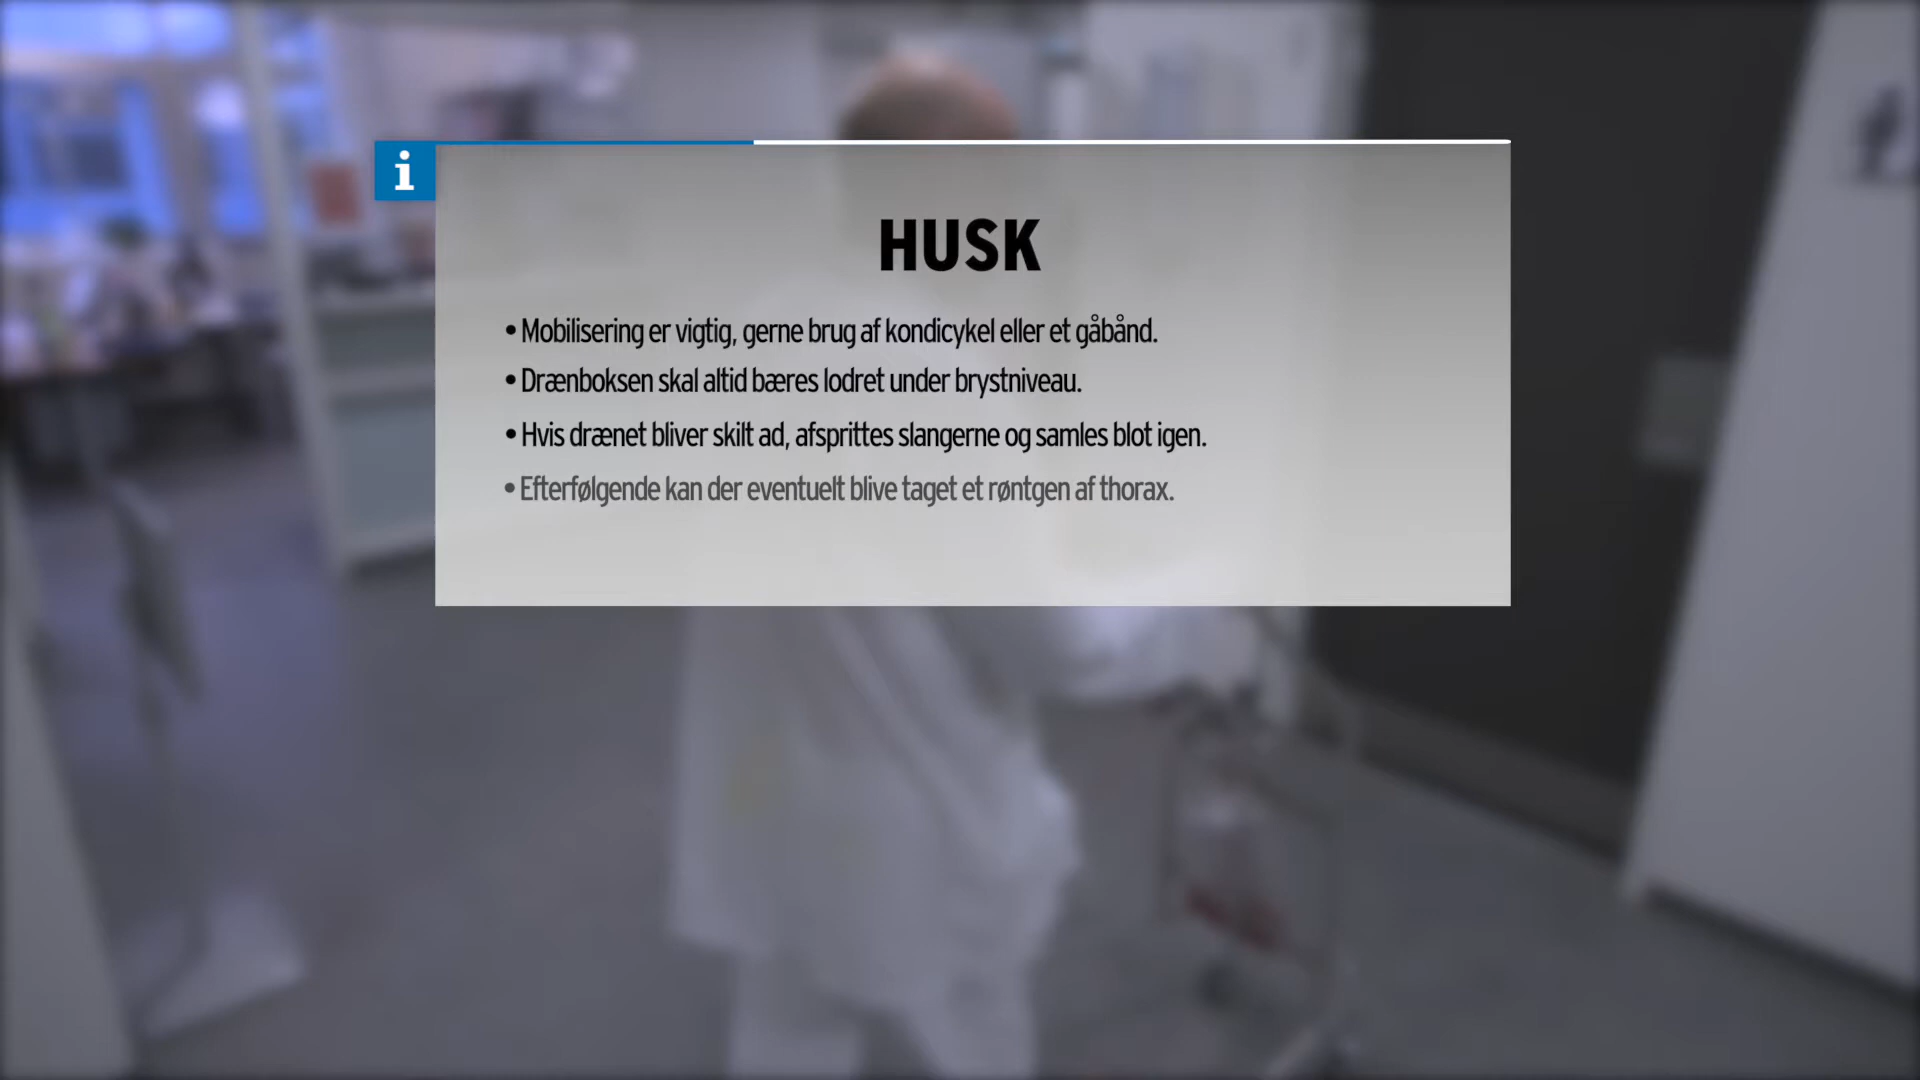 i
HUSK
• Mobilisering er vigtig, gerne brug af kondicykel eller et gåbånd.
• Drænboksen skal altid bæres lodret under brystniveau.
• Hvis drænet bliver skilt ad, afsprittes slangerne og samles blot igen.
• Efterfølgende kan der eventuelt blive taget et røntgen af thorax.